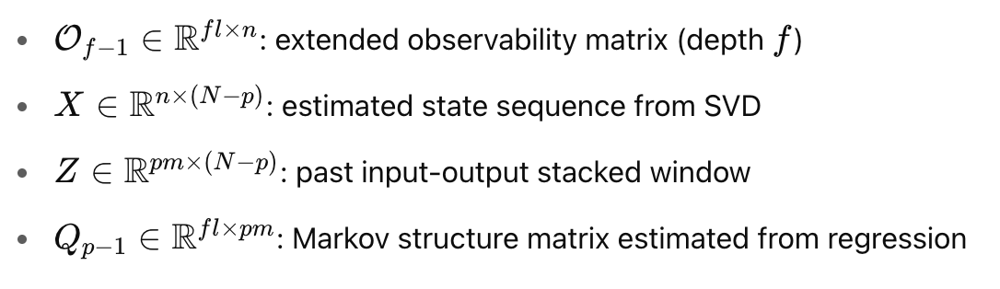 • $\mathcal{O}_{f-1} \in \mathbb{R}^{fl \times n}$: extended observability matrix (depth $f$)
• $X \in \mathbb{R}^{n \times (N-p)}$: estimated state sequence from SVD
• $Z \in \mathbb{R}^{pm \times (N-p)}$: past input-output stacked window
• $Q_{p-1} \in \mathbb{R}^{fl \times pm}$: Markov structure matrix estimated from regression